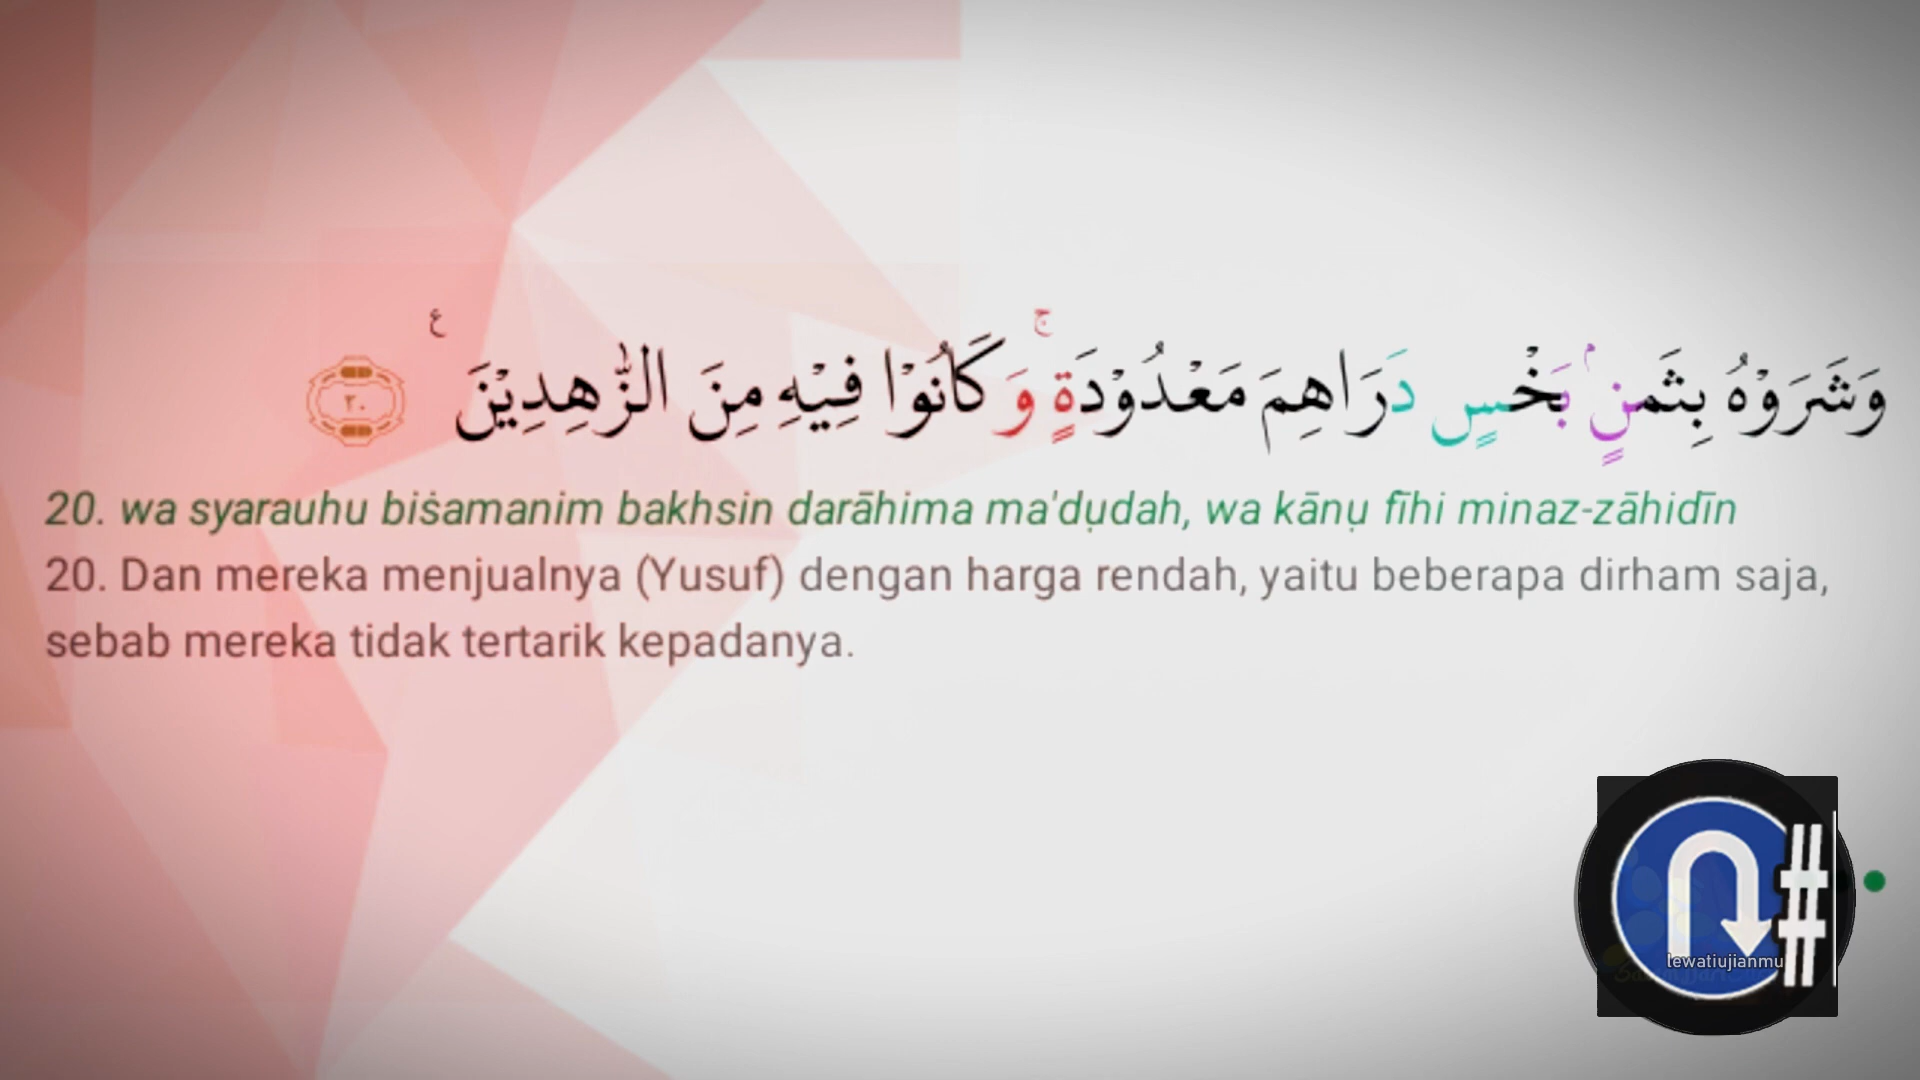 وَشَرَوْهُ بِثَمَنٍۢ بَخْسٍ دَرَاهِمَ مَعْدُوْدَةٍ ۚوَكَانُوْا فِيْهِ مِنَ الزّٰهِدِيْنَ ࣖ ٢٠
20. wa syarauhu biṡamanim bakhsin darāhima ma'dụdah, wa kānụ fīhi minaz-zāhidīn
20. Dan mereka menjualnya (Yusuf) dengan harga rendah, yaitu beberapa dirham saja,
sebab mereka tidak tertarik kepadanya.
#
lewatiujianmu